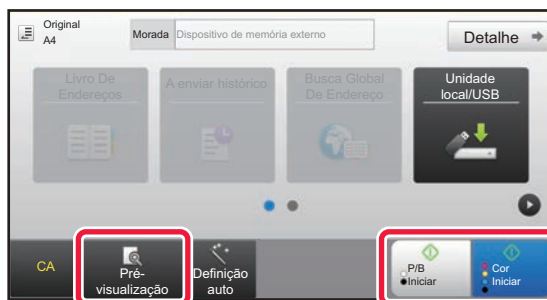 Original
A4
Morada Dispositivo de memória externo
Detalhe
Livro De
Endereços
A enviar histórico
Busca Global
De Endereço
Unidade
local/USB
CA
Pré-
visualização
Definição
auto
P/B
Iniciar
Cor
Iniciar